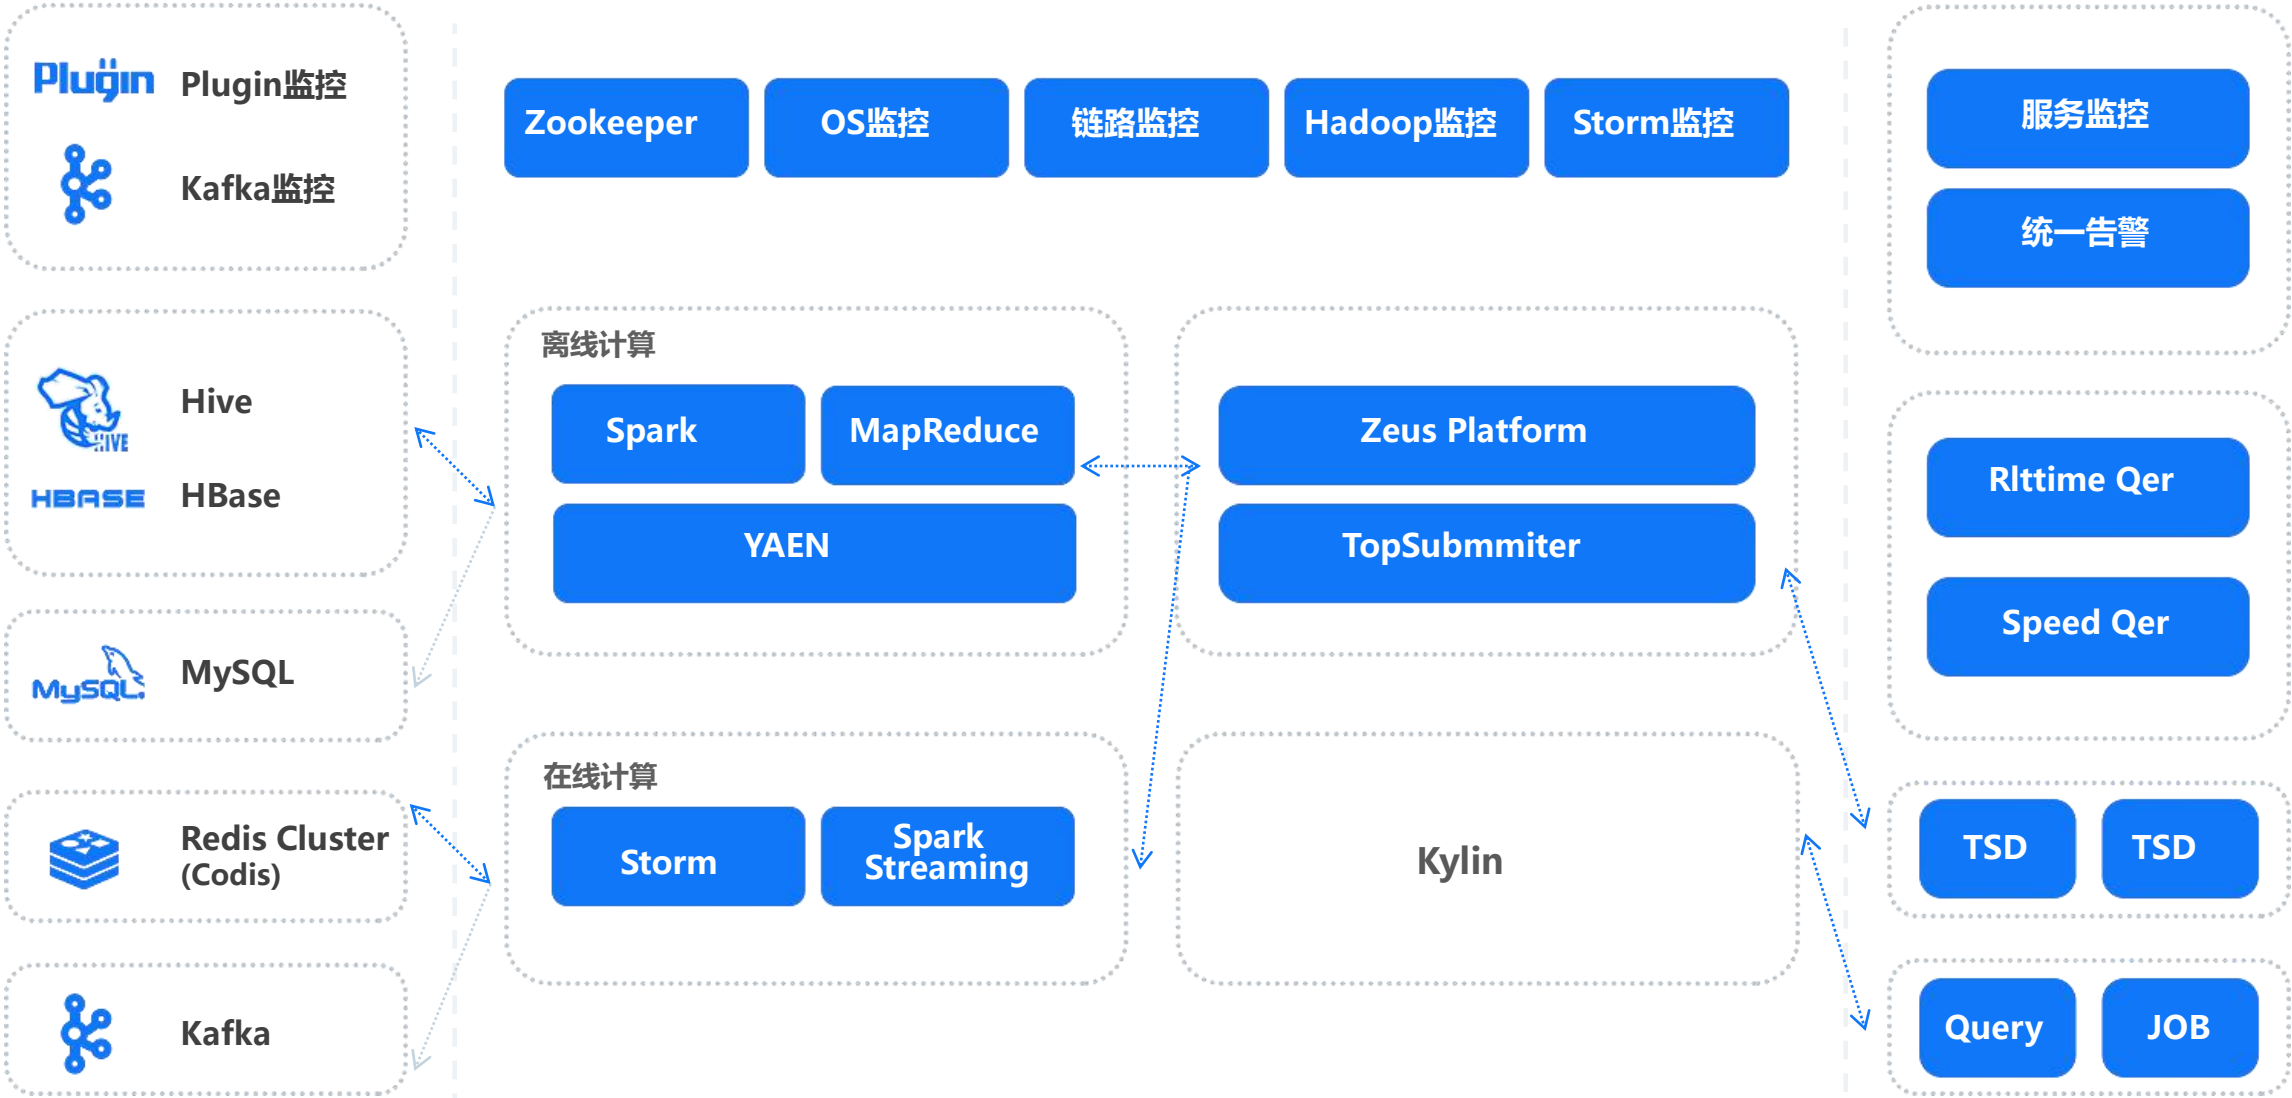 Plugin
Plugin监控
Kafka监控
Zookeeper
OS监控
链路监控
Hadoop监控
Storm监控
服务监控
统一告警
HIVE
Hive
HBASE
HBase
MySQL
MySQL
Redis Cluster
(Codis)
Kafka
离线计算
Spark
MapReduce
YAEN
Zeus Platform
TopSubmmiter
在线计算
Storm
Spark
Streaming
Kylin
Rlttime Qer
Speed Qer
TSD
TSD
Query
JOB